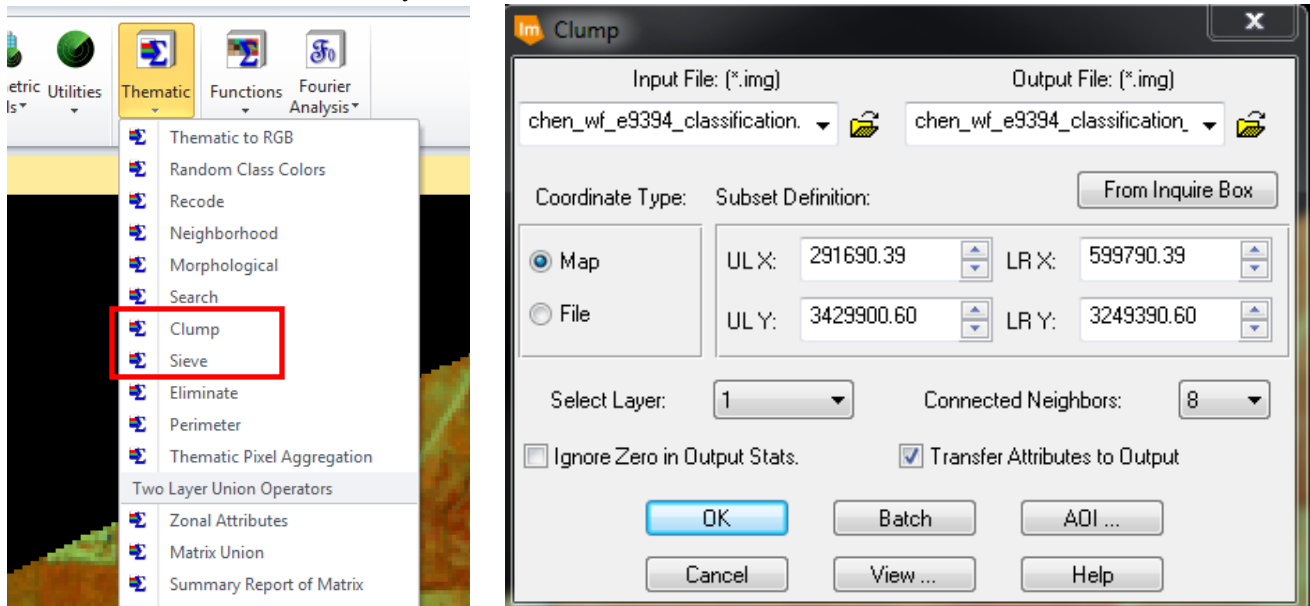 etric
ls
Utilities
Thematic
Functions
Fourier
Analysis
Thematic to RGB
Random Class Colors
Recode
Neighborhood
Morphological
Search
Clump
Sieve
Eliminate
Perimeter
Thematic Pixel Aggregation
Two Layer Union Operators
Zonal Attributes
Matrix Union
Summary Report of Matrix
Im Clump
X
Input File: (*.img) Output File: (*.img)
chen_wf_e9394_classification. chen_wf_e9394_classification_
Coordinate Type: Subset Definition: From Inquire Box
Map ULX: 291690.39 LR X: 599790.39
File UL Y: 3429900.60 LR Y: 3249390.60
Select Layer: 1 Connected Neighbors: 8
Ignore Zero in Output Stats. Transfer Attributes to Output
OK Batch AOI ...
Cancel View ... Help